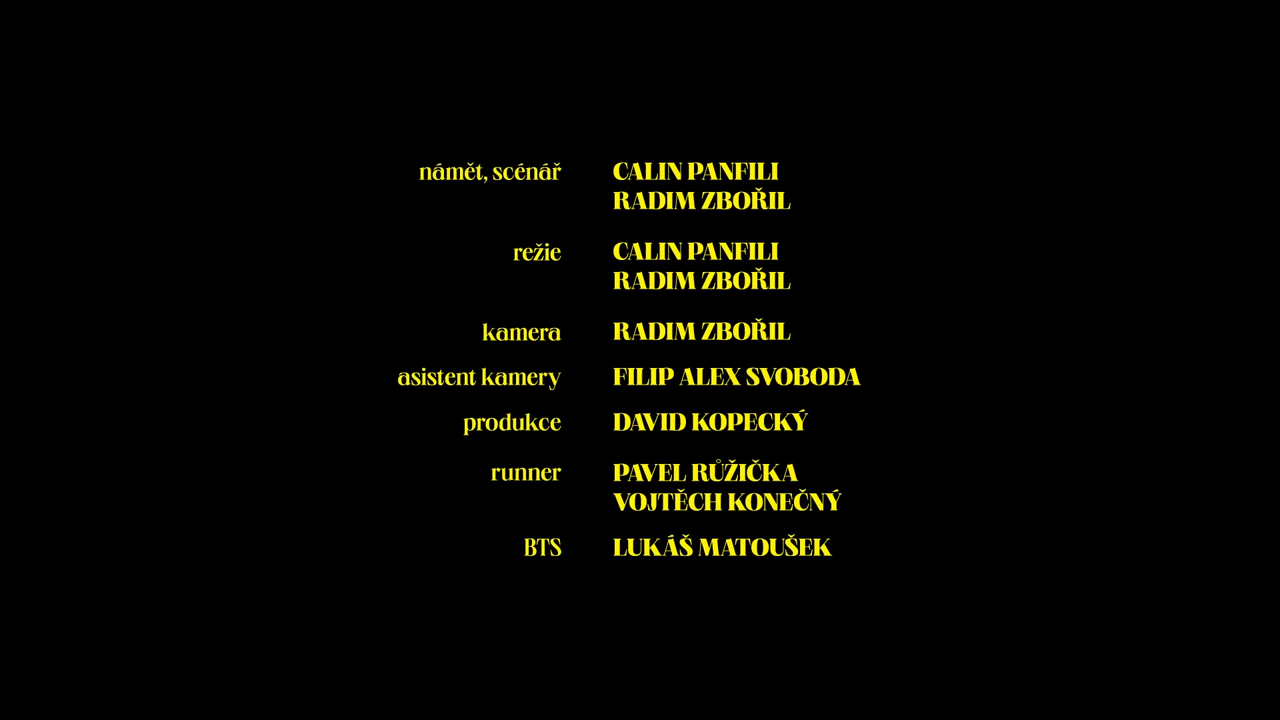 námět, scénář CALIN PANFILI
RADIM ZBOŘIL
režie CALIN PANFILI
RADIM ZBOŘIL
kamera RADIM ZBOŘIL
asistent kamery FILIP ALEX SVOBODA
produkce DAVID KOPECKÝ
runner PAVEL RŮŽIČKA
VOJTĚCH KONEČNÝ
BTS LUKÁŠ MATOUŠEK